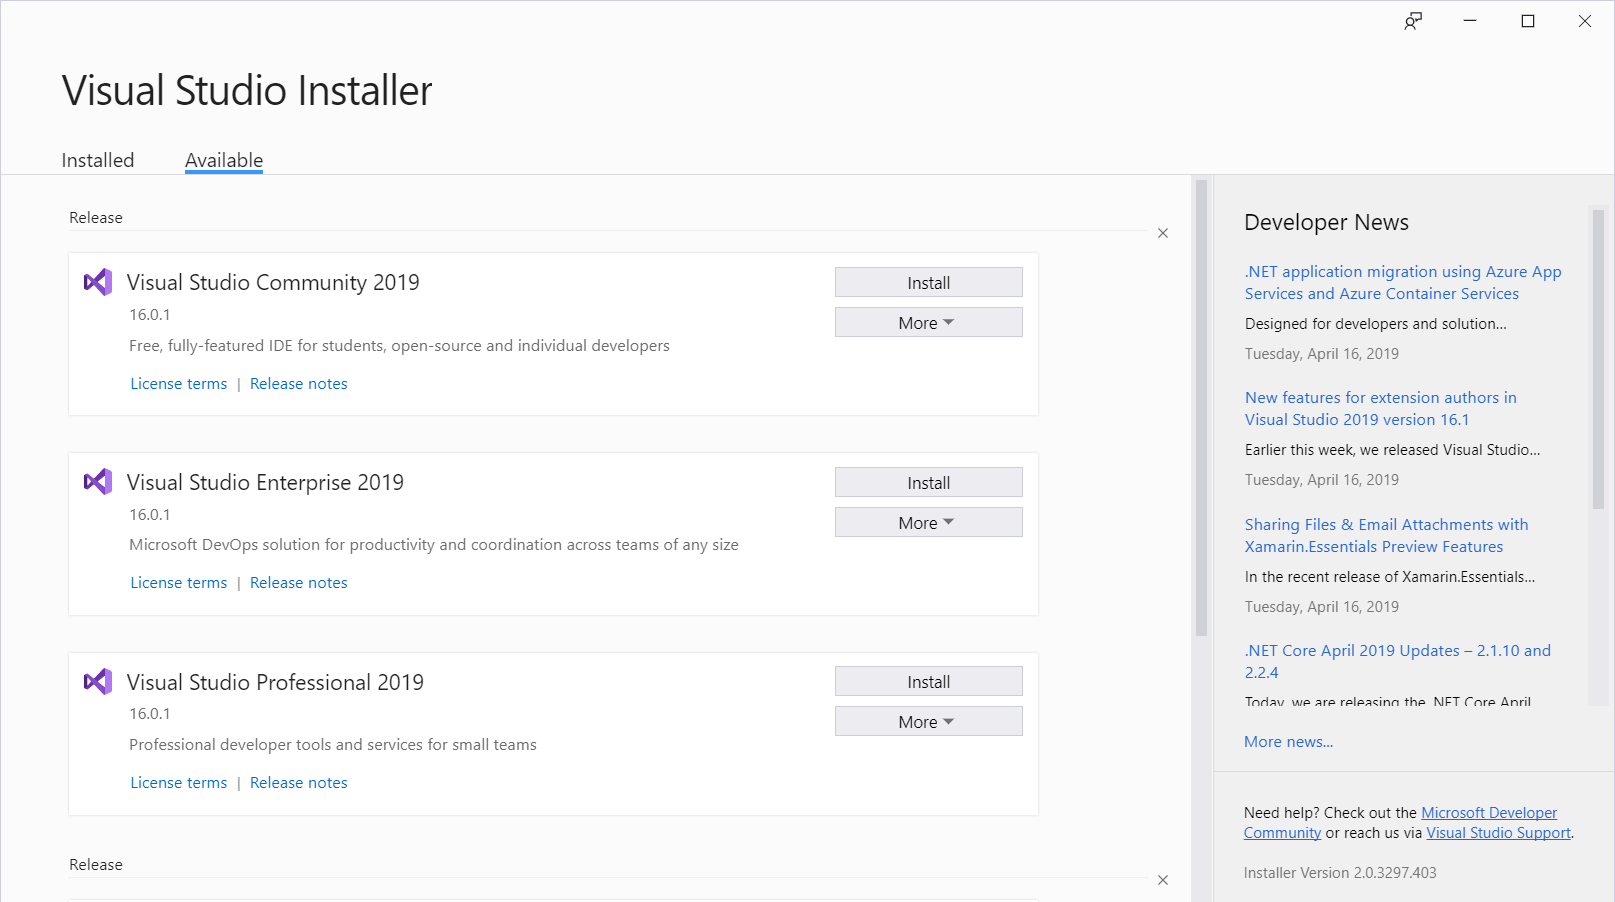 Visual Studio Installer
Installed
Available
Release
Visual Studio Community 2019
16.0.1
Free, fully-featured IDE for students, open-source and individual developers
License terms | Release notes
Install
More
Visual Studio Enterprise 2019
16.0.1
Microsoft DevOps solution for productivity and coordination across teams of any size
License terms | Release notes
Install
More
Visual Studio Professional 2019
16.0.1
Professional developer tools and services for small teams
License terms | Release notes
Install
More
Release
Developer News
.NET application migration using Azure App
Services and Azure Container Services
Designed for developers and solution...
Tuesday, April 16, 2019
New features for extension authors in
Visual Studio 2019 version 16.1
Earlier this week, we released Visual Studio...
Tuesday, April 16, 2019
Sharing Files & Email Attachments with
Xamarin.Essentials Preview Features
In the recent release of Xamarin.Essentials...
Tuesday, April 16, 2019
.NET Core April 2019 Updates – 2.1.10 and
2.2.4
Today, we are releasing the .NET Core April
More news...
Need help? Check out the Microsoft Developer
Community or reach us via Visual Studio Support.
Installer Version 2.0.3297.403